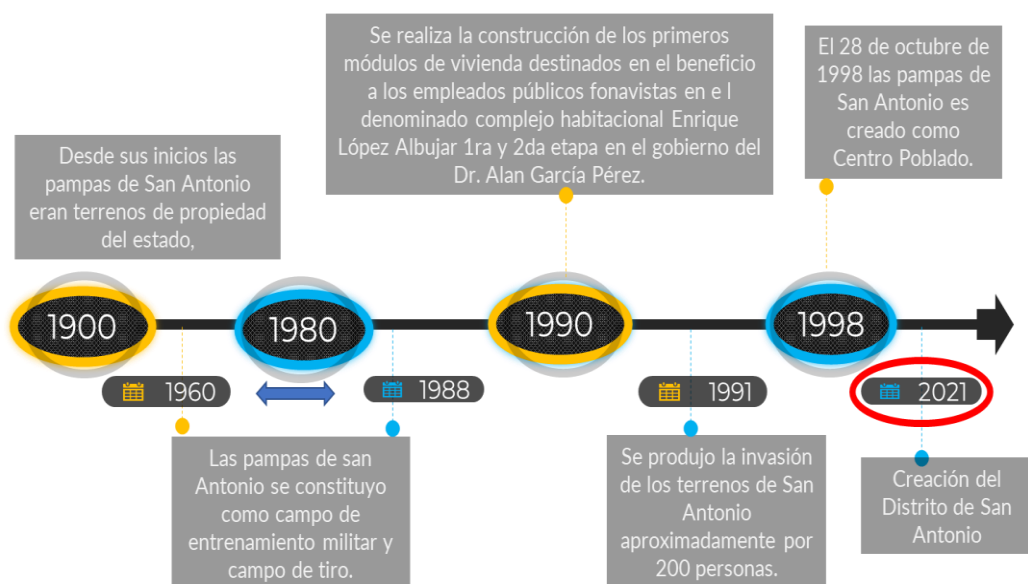 Se realiza la construcción de los primeros
módulos de vivienda destinados en el beneficio
a los empleados públicos fonavistas en e l
denominado complejo habitacional Enrique
López Albujar 1ra y 2da etapa en el gobierno del
Dr. Alan García Pérez.
El 28 de octubre de
1998 las pampas de
San Antonio es
creado como
Centro Poblado.
Desde sus inicios las
pampas de San Antonio
eran terrenos de propiedad
del estado,
1900
1980
1990
1998
1960
1988
1991
2021
Las pampas de san
Antonio se constituyo
como campo de
entrenamiento militar y
campo de tiro.
Se produjo la invasión
de los terrenos de San
Antonio
aproximadamente por
200 personas.
Creación del
Distrito de San
Antonio